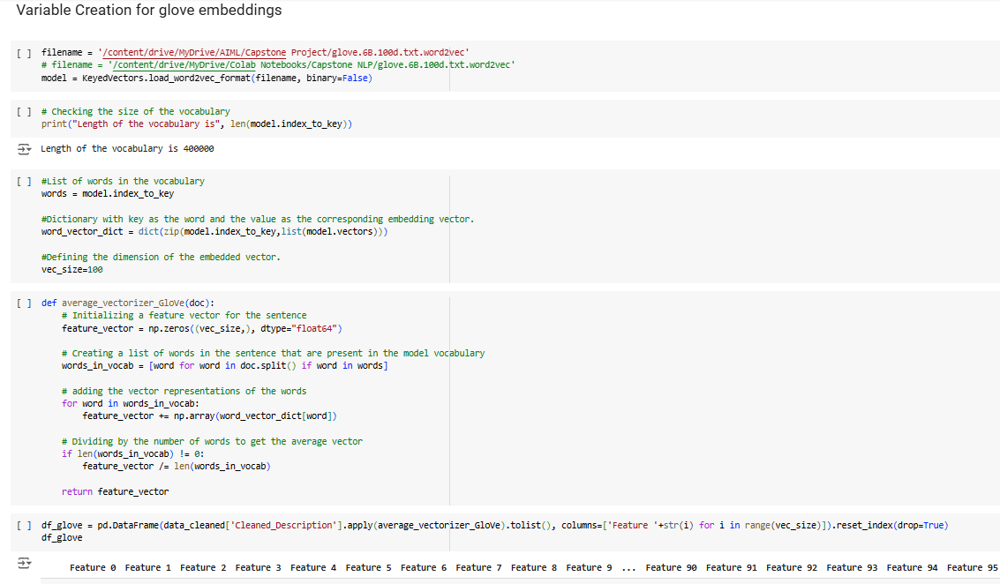 Variable Creation for glove embeddings
[ ] filename = '/content/drive/MyDrive/AIML/Capstone Project/glove.6B.100d.txt.word2vec'
# filename = '/content/drive/MyDrive/Colab Notebooks/Capstone NLP/glove.6B.100d.txt.word2vec'
model = KeyedVectors.load_word2vec_format(filename, binary=False)
[ ] # Checking the size of the vocabulary
print("Length of the vocabulary is", len(model.index_to_key))
Length of the vocabulary is 400000
[ ] #List of words in the vocabulary
words = model.index_to_key
#Dictionary with key as the word and the value as the corresponding embedding vector.
word_vector_dict = dict(zip(model.index_to_key,list(model.vectors)))
#Defining the dimension of the embedded vector.
vec_size=100
[ ] def average_vectorizer_GloVe(doc):
# Initializing a feature vector for the sentence
feature_vector = np.zeros((vec_size,), dtype="float64")
# Creating a list of words in the sentence that are present in the model vocabulary
words_in_vocab = [word for word in doc.split() if word in words]
# adding the vector representations of the words
for word in words_in_vocab:
feature_vector += np.array(word_vector_dict[word])
# Dividing by the number of words to get the average vector
if len(words_in_vocab) != 0:
feature_vector /= len(words_in_vocab)
return feature_vector
[ ] df_glove = pd.DataFrame(data_cleaned['Cleaned_Description'].apply(average_vectorizer_GloVe).tolist(), columns=['Feature '+str(i) for i in range(vec_size)]).reset_index(drop=True)
df_glove
Feature 0 Feature 1 Feature 2 Feature 3 Feature 4 Feature 5 Feature 6 Feature 7 Feature 8 Feature 9 ... Feature 90 Feature 91 Feature 92 Feature 93 Feature 94 Feature 95